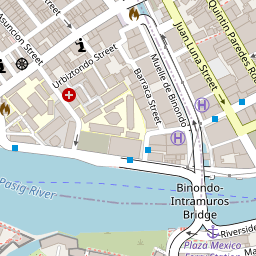 Asuncion Street
Urbiztondo Street
Muelle de Binondo
Barraca Street
Juan Luna Street
Quintin Paredes Roa
H
H
Pasig River
Binondo-
Intramuros
Bridge
Riverside
Plaza Mexico